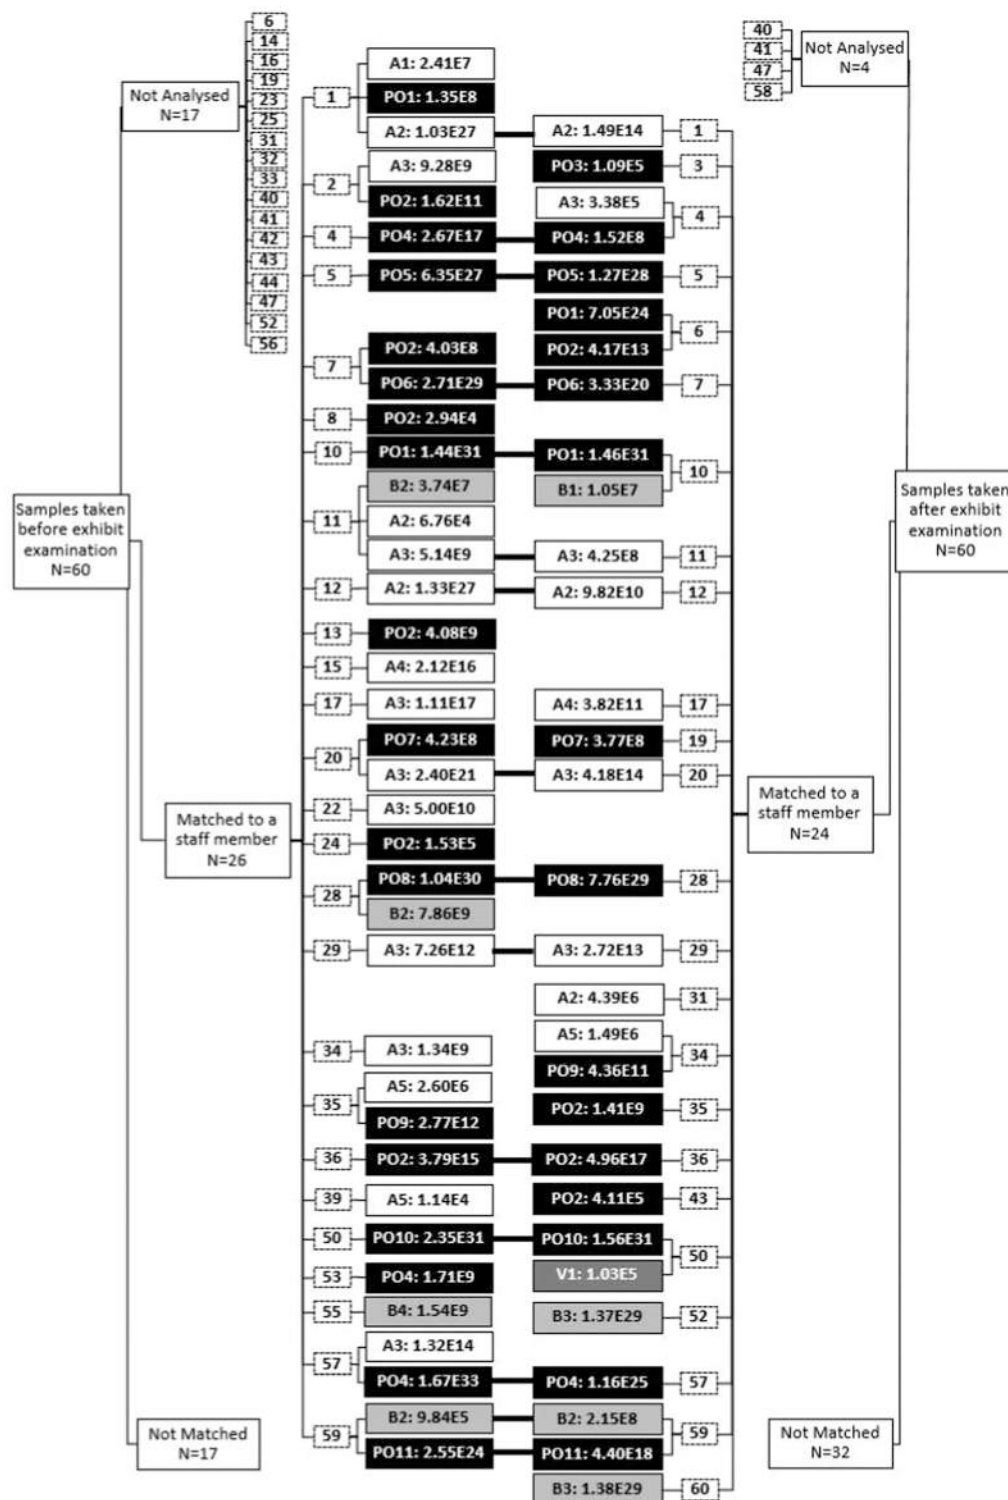 6
14
16
19
23
25
31
32
33
40
41
42
43
44
47
52
56
Not Analysed
N=17
Samples taken
before exhibit
examination
N=60
Matched to a
staff member
N=26
Not Matched
N=17
1
A1: 2.41E7
PO1: 1.35E8
A2: 1.03E27
2
A3: 9.28E9
PO2: 1.62E11
4
PO4: 2.67E17
5
PO5: 6.35E27
7
PO2: 4.03E8
PO6: 2.71E29
8
PO2: 2.94E4
10
PO1: 1.44E31
11
B2: 3.74E7
A2: 6.76E4
A3: 5.14E9
12
A2: 1.33E27
13
PO2: 4.08E9
15
A4: 2.12E16
17
A3: 1.11E17
20
PO7: 4.23E8
A3: 2.40E21
22
A3: 5.00E10
24
PO2: 1.53E5
28
PO8: 1.04E30
B2: 7.86E9
29
A3: 7.26E12
34
A3: 1.34E9
35
A5: 2.60E6
PO9: 2.77E12
36
PO2: 3.79E15
39
A5: 1.14E4
50
PO10: 2.35E31
53
PO4: 1.71E9
55
B4: 1.54E9
57
A3: 1.32E14
PO4: 1.67E33
59
B2: 9.84E5
PO11: 2.55E24
A2: 1.49E14
1
PO3: 1.09E5
3
A3: 3.38E5
PO4: 1.52E8
4
PO5: 1.27E28
5
PO1: 7.05E24
PO2: 4.17E13
6
PO6: 3.33E20
7
PO1: 1.46E31
B1: 1.05E7
10
A3: 4.25E8
11
A2: 9.82E10
12
A4: 3.82E11
17
PO7: 3.77E8
19
A3: 4.18E14
20
PO8: 7.76E29
28
A3: 2.72E13
29
A2: 4.39E6
31
A5: 1.49E6
PO9: 4.36E11
34
PO2: 1.41E9
35
PO2: 4.96E17
36
PO2: 4.11E5
43
PO10: 1.56E31
V1: 1.03E5
50
B3: 1.37E29
52
PO4: 1.16E25
57
B2: 2.15E8
PO11: 4.40E18
59
B3: 1.38E29
60
40
41
47
58
Not Analysed
N=4
Samples taken
after exhibit
examination
N=60
Matched to a
staff member
N=24
Not Matched
N=32